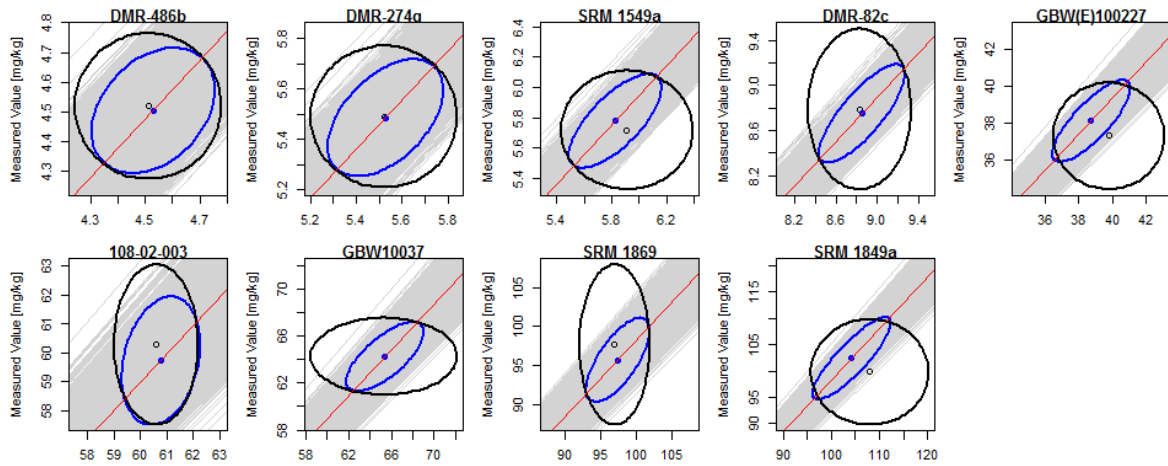 DMR-486b
DMR-274g
SRM 1549a
DMR-82c
GBW(E)100227
Measured Value [mg/kg]
4.8
4.7
4.6
4.5
4.4
4.3
4.3 4.5 4.7
Measured Value [mg/kg]
5.8
5.6
5.4
5.2
5.2 5.4 5.6 5.8
Measured Value [mg/kg]
6.4
6.2
6.0
5.8
5.6
5.4
5.4 5.8 6.2
Measured Value [mg/kg]
9.4
9.0
8.6
8.2
8.2 8.6 9.0 9.4
Measured Value [mg/kg]
42
40
38
36
36 38 40 42
108-02-003
GBW10037
SRM 1869
SRM 1849a
Measured Value [mg/kg]
63
62
61
60
59
58
57 58 59 60 61 62 63
Measured Value [mg/kg]
70
66
62
58
58 62 66 70
Measured Value [mg/kg]
105
100
95
90
90 95 100 105
Measured Value [mg/kg]
115
105
95
90
90 100 110 120